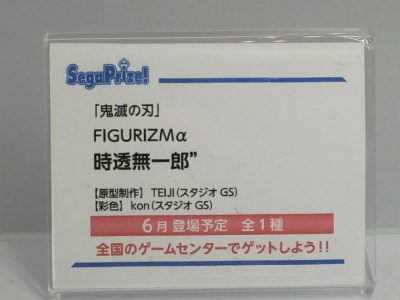 SegaPrize!
「鬼滅の刃」
FIGURIZMα
時透無一郎”
【原型制作】 TEIJI(スタジオ GS)
【彩色】 kon(スタジオ GS)
6月 登場予定 全1種
全国のゲームセンターでゲットしよう!!